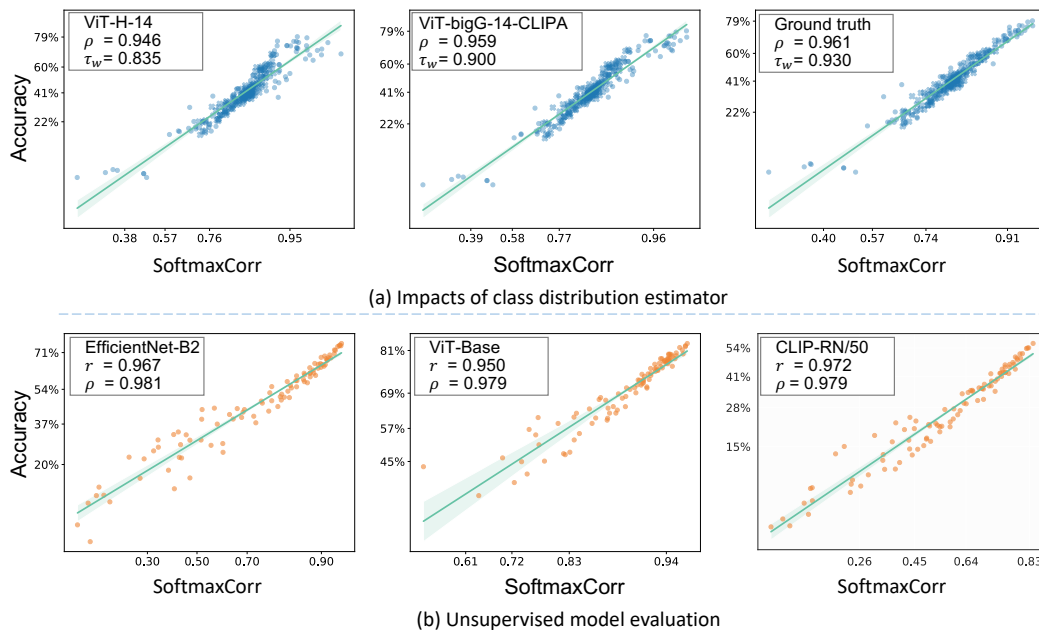 ViT-H-14
ρ = 0.946
τw = 0.835
79%
60%
41%
22%
Accuracy
0.38 0.57 0.76 0.95
SoftmaxCorr
ViT-bigG-14-CLIPA
ρ = 0.959
τw = 0.900
79%
60%
41%
22%
0.39 0.58 0.77 0.96
SoftmaxCorr
Ground truth
ρ = 0.961
τw = 0.930
79%
60%
41%
22%
0.40 0.57 0.74 0.91
SoftmaxCorr
(a) Impacts of class distribution estimator
EfficientNet-B2
r = 0.967
ρ = 0.981
71%
54%
37%
20%
Accuracy
0.30 0.50 0.70 0.90
SoftmaxCorr
ViT-Base
r = 0.950
ρ = 0.979
81%
69%
57%
45%
0.61 0.72 0.83 0.94
SoftmaxCorr
CLIP-RN/50
r = 0.972
ρ = 0.979
54%
41%
28%
15%
0.26 0.45 0.64 0.83
SoftmaxCorr
(b) Unsupervised model evaluation